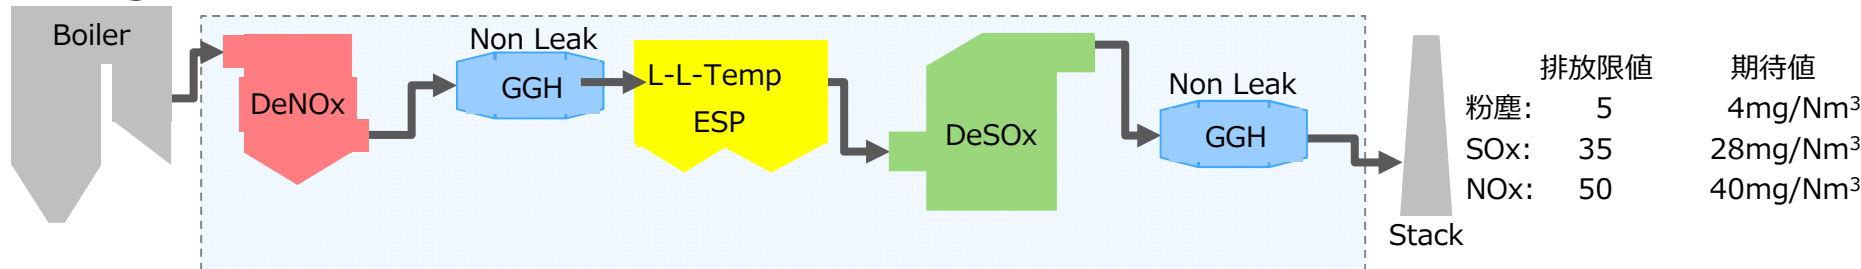 Boiler
DeNOx
Non Leak
GGH
L-L-Temp
ESP
DeSOx
Non Leak
GGH
Stack
排放限値 期待値
粉塵: 5 4mg/Nm³
SOx: 35 28mg/Nm³
NOx: 50 40mg/Nm³